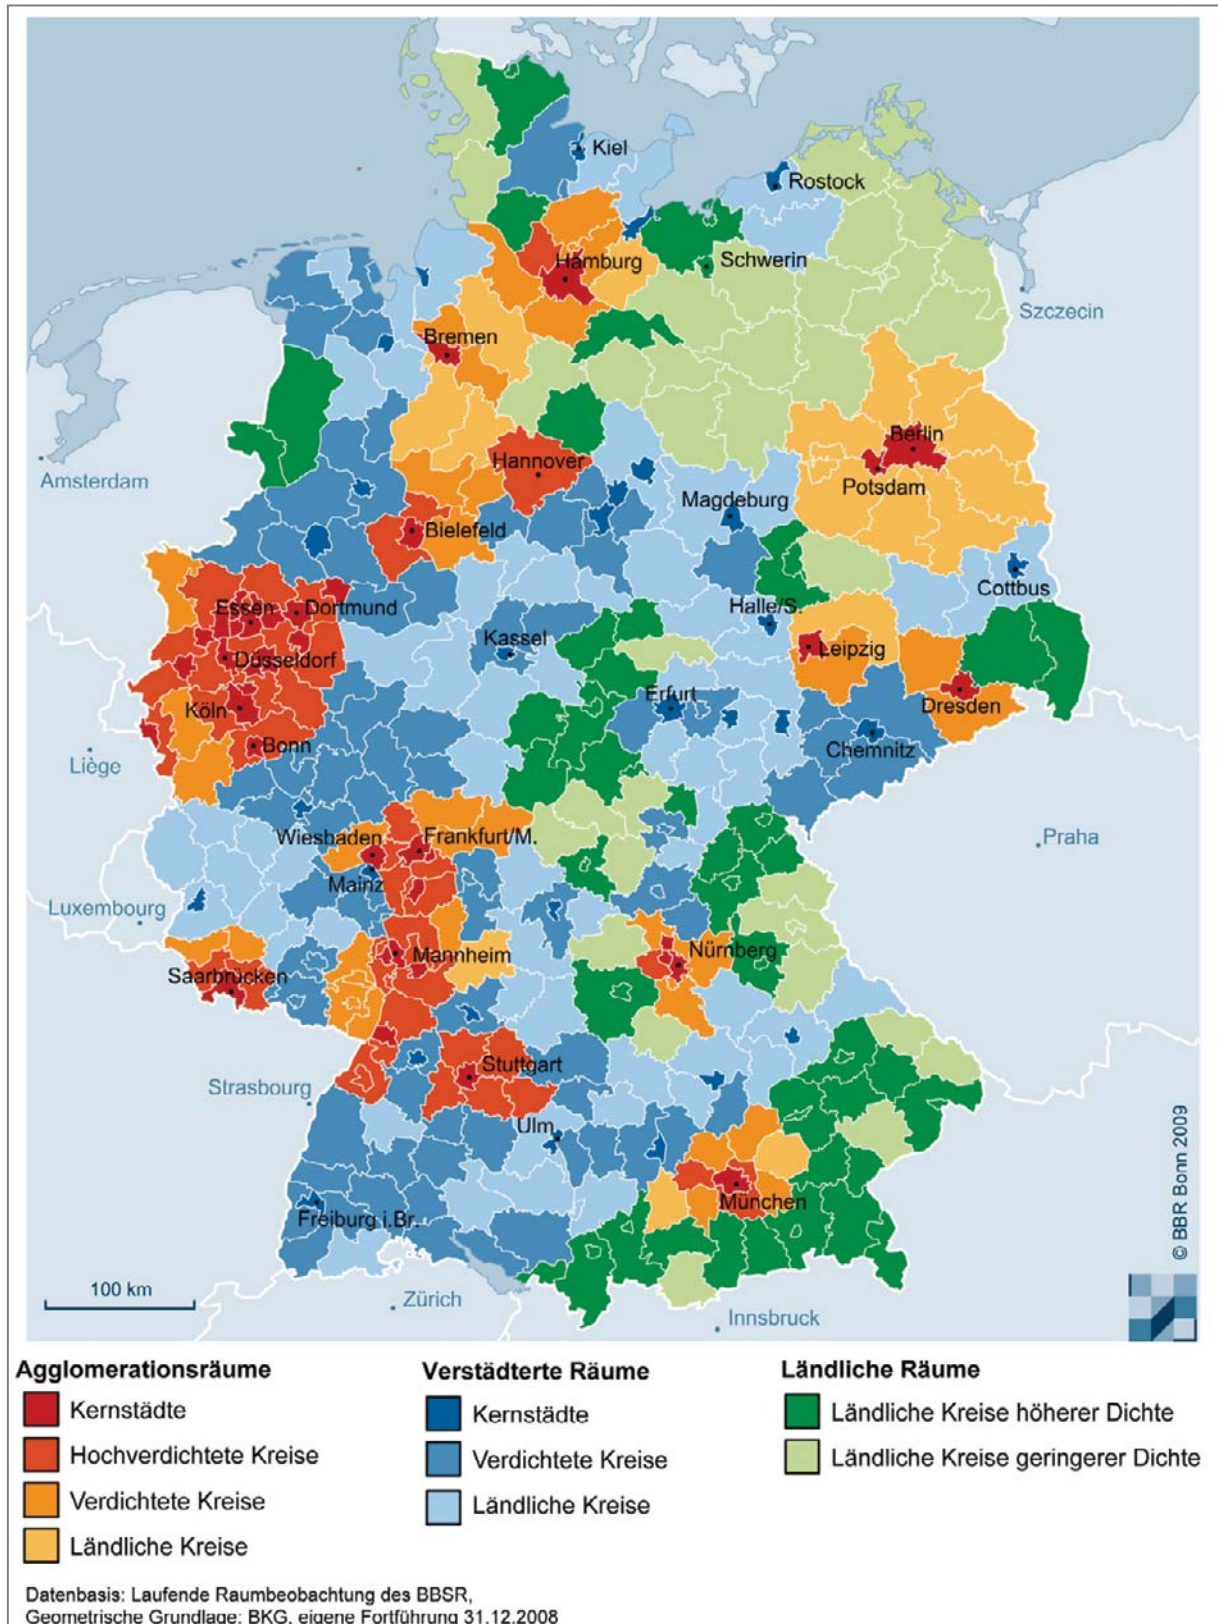 Kiel
Rostock
Hamburg
Schwerin
Szczecin
Bremen
Berlin
Hannover
Amsterdam
Potsdam
Magdeburg
Bielefeld
Cottbus
Essen
Dortmund
Halle/S.
Kassel
Leipzig
Düsseldorf
Erfurt
Köln
Dresden
Bonn
Chemnitz
Liège
Wiesbaden
Frankfurt/M.
Praha
Mainz
Luxembourg
Nürnberg
Mannheim
Saarbrücken
Stuttgart
Strasbourg
Ulm
München
Freiburg i.Br.
© BBR Bonn 2009
100 km
Zürich
Innsbruck
Agglomerationsräume
Kernstädte
Hochverdichtete Kreise
Verdichtete Kreise
Ländliche Kreise
Verstädterte Räume
Kernstädte
Verdichtete Kreise
Ländliche Kreise
Ländliche Räume
Ländliche Kreise höherer Dichte
Ländliche Kreise geringerer Dichte
Datenbasis: Laufende Raumbeobachtung des BBSR,
Geometrische Grundlage: BKG, eigene Fortführung 31.12.2008